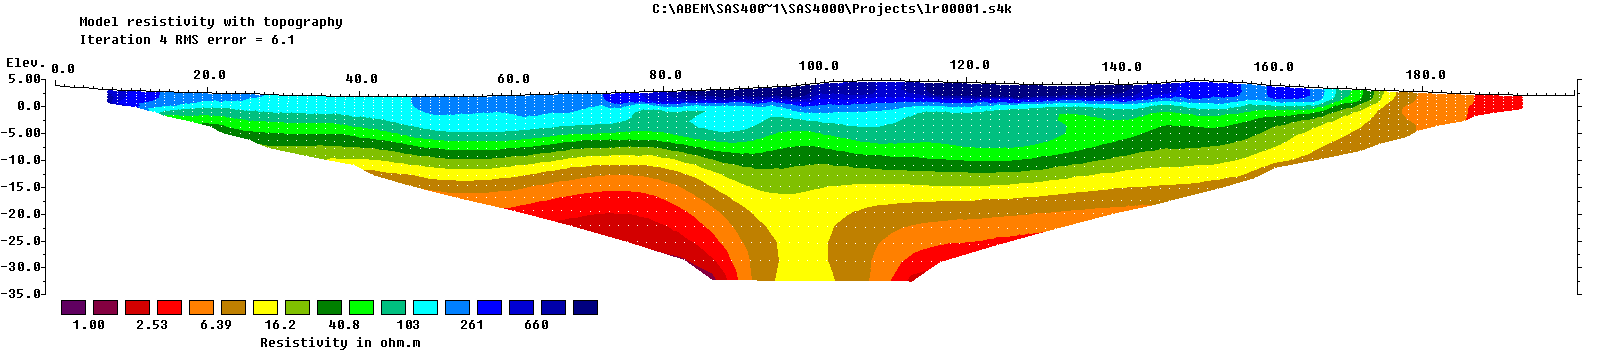 C:\ABEM\SAS400~1\SAS4000\Projects\lr00001.s4k
Model resistivity with topography
Iteration 4 RMS error = 6.1
Elev. 0.0 20.0 40.0 60.0 80.0 100.0 120.0 140.0 160.0 180.0
5.00
0.0
-5.00
-10.0
-15.0
-20.0
-25.0
-30.0
-35.0
1.00 2.53 6.39 16.2 40.8 103 261 660
Resistivity in ohm.m